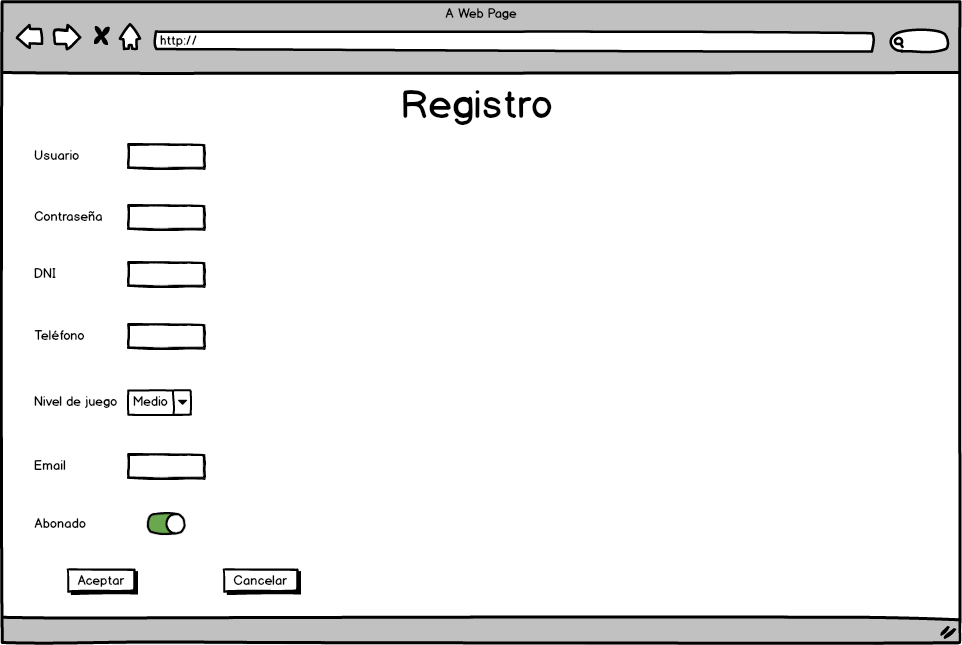 A Web Page
http://
Registro
Usuario
Contraseña
DNI
Teléfono
Nivel de juego Medio
Email
Abonado
Aceptar Cancelar